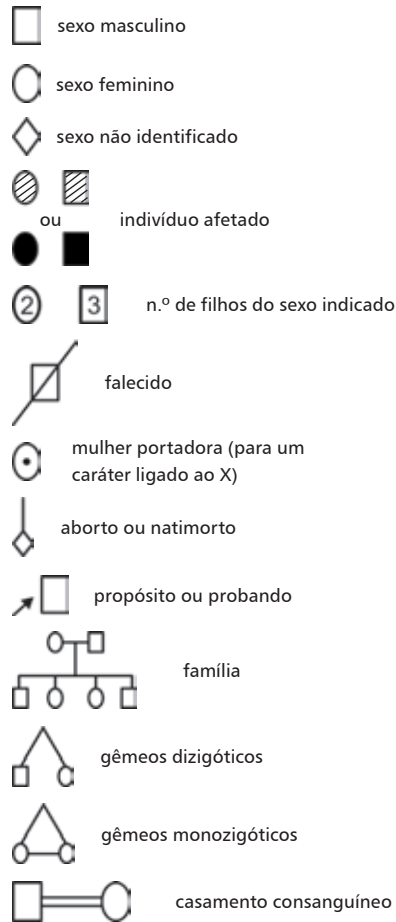 sexo masculino
sexo feminino
sexo não identificado
ou
indivíduo afetado
2 3 n.º de filhos do sexo indicado
falecido
mulher portadora (para um
caráter ligado ao X)
aborto ou natimorto
propósito ou probando
família
gêmeos dizigóticos
gêmeos monozigóticos
casamento consanguíneo